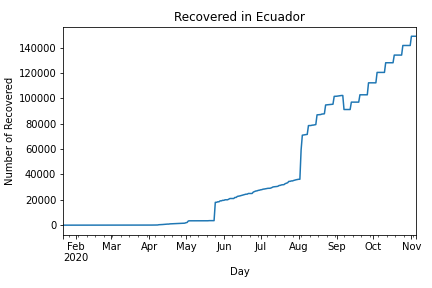 Recovered in Ecuador
Number of Recovered
140000
120000
100000
80000
60000
40000
20000
0
Feb Mar Apr May Jun Jul Aug Sep Oct Nov
2020
Day